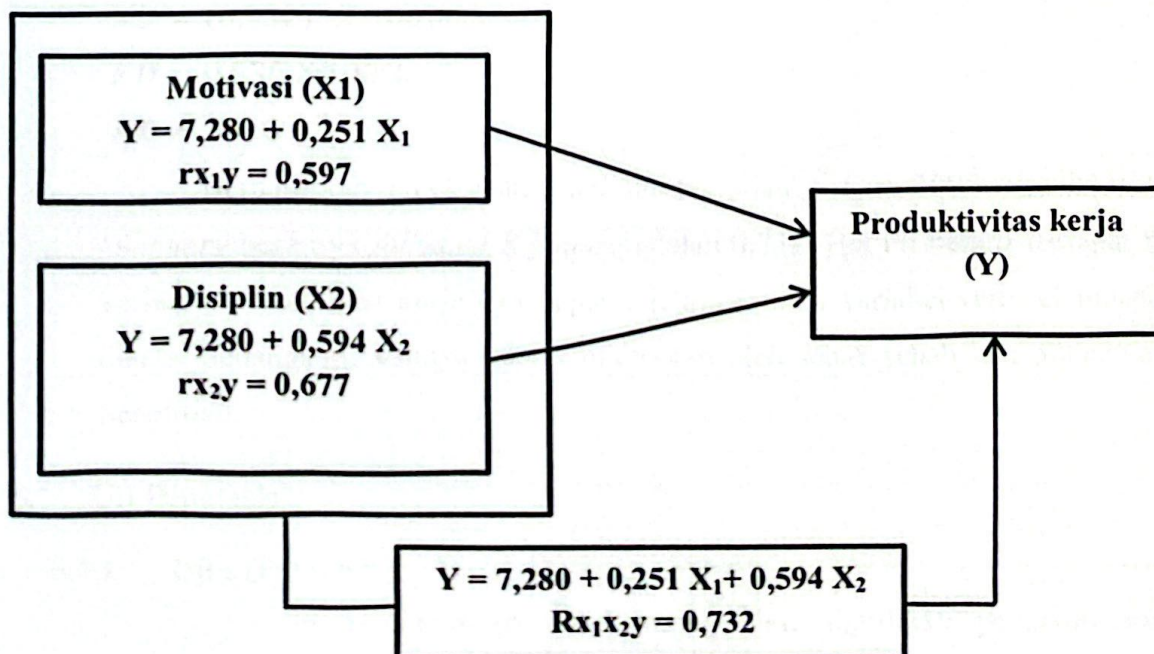 Motivasi (X1)
Y = 7,280 + 0,251 X₁
rx₁y = 0,597
Disiplin (X2)
Y = 7,280 + 0,594 X₂
rx₂y = 0,677
Produktivitas kerja
(Y)
Y = 7,280 + 0,251 X₁+ 0,594 X₂
Rx₁x₂y = 0,732